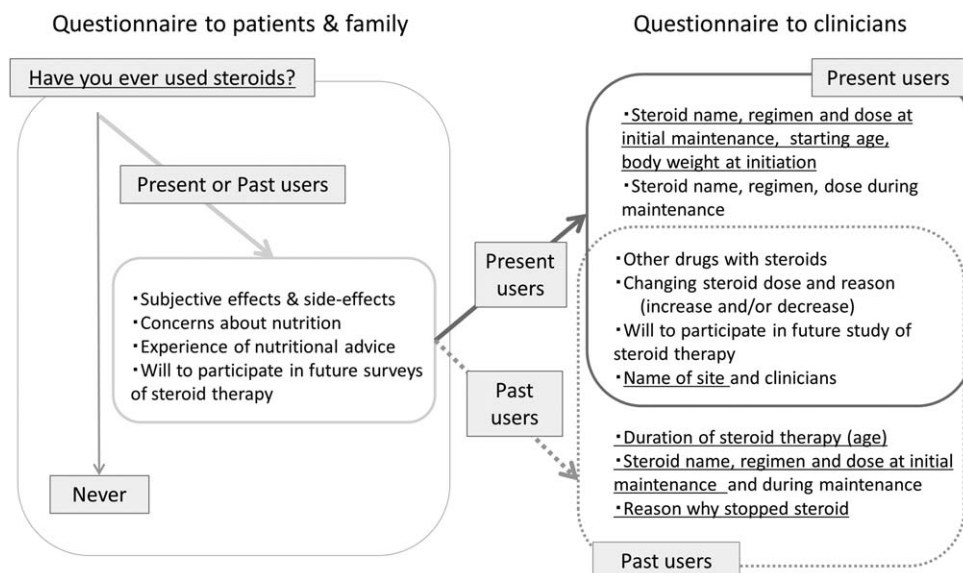 Questionnaire to patients & family
Have you ever used steroids?
Present or Past users
・Subjective effects & side-effects
・Concerns about nutrition
・Experience of nutritional advice
・Will to participate in future surveys
of steroid therapy
Never
Present
users
Past
users
Questionnaire to clinicians
Present users
・Steroid name, regimen and dose at
initial maintenance, starting age,
body weight at initiation
・Steroid name, regimen, dose during
maintenance
・Other drugs with steroids
・Changing steroid dose and reason
(increase and/or decrease)
・Will to participate in future study of
steroid therapy
・Name of site and clinicians
・Duration of steroid therapy (age)
・Steroid name, regimen and dose at initial
maintenance and during maintenance
・Reason why stopped steroid
Past users